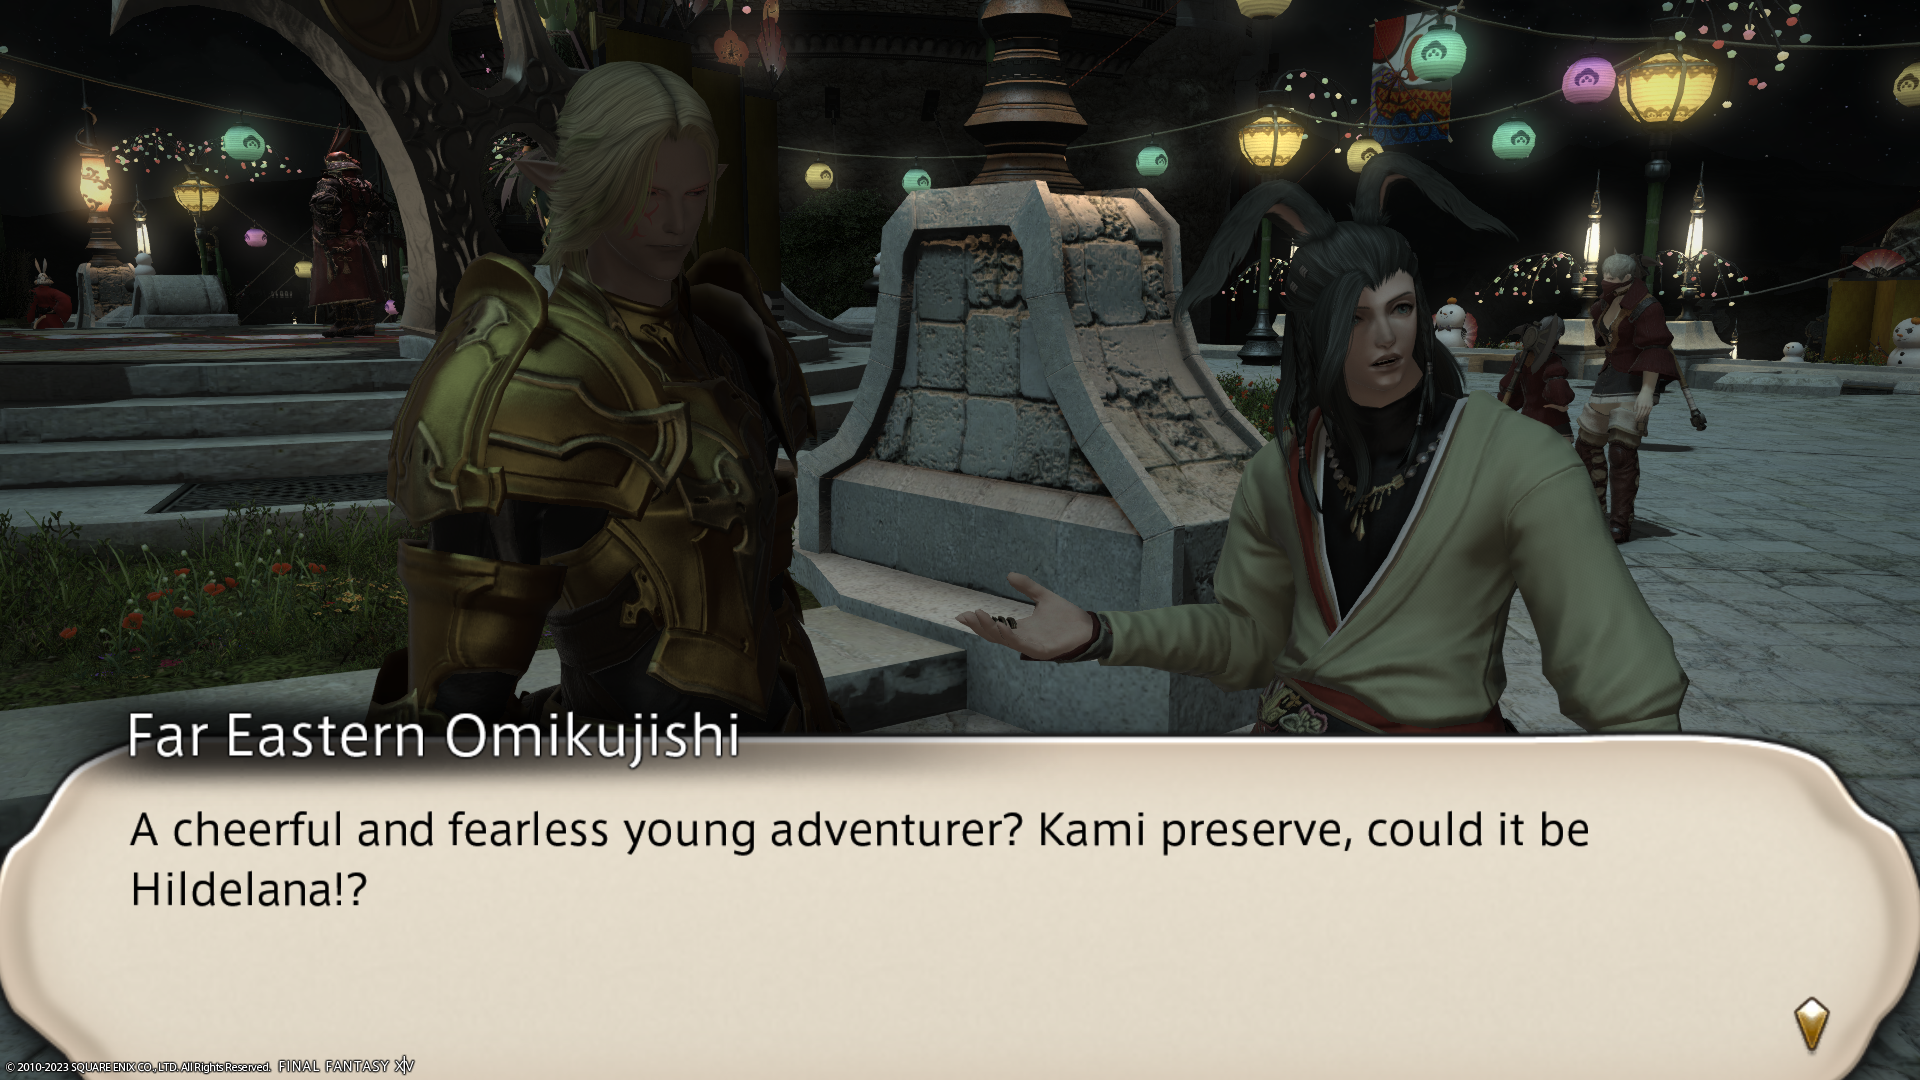 Far Eastern Omikujishi
A cheerful and fearless young adventurer? Kami preserve, could it be
Hildelana!?
© 2010-2023 SQUARE ENIX CO., LTD. All Rights Reserved. FINAL FANTASY XIV